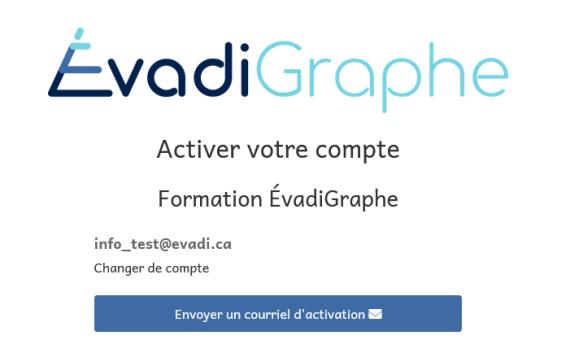 ÉvadiGraphe
Activer votre compte
Formation ÉvadiGraphe
info_test@evadi.ca
Changer de compte
Envoyer un courriel d'activation